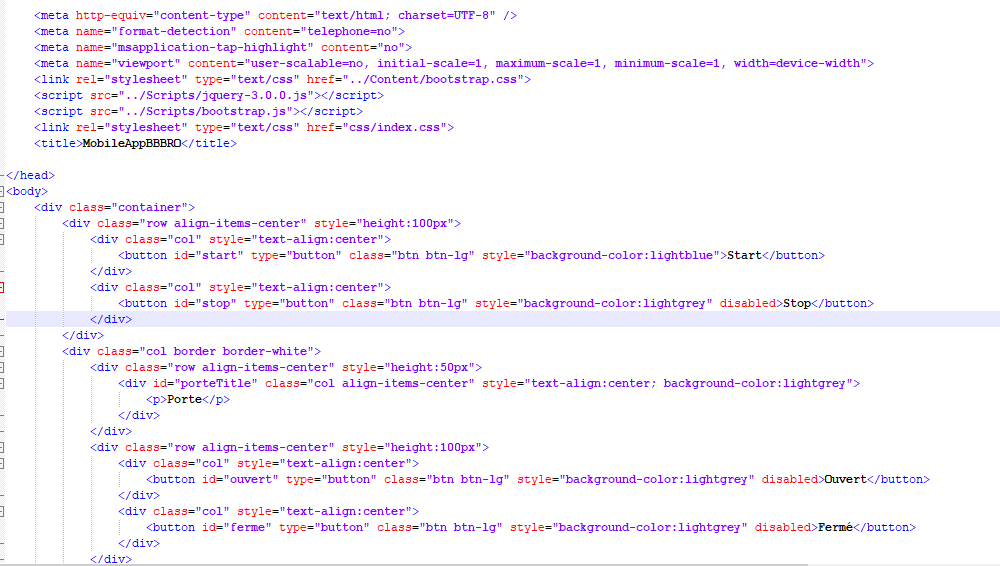 <meta http-equiv="content-type" content="text/html; charset=UTF-8" />
<meta name="format-detection" content="telephone=no">
<meta name="msapplication-tap-highlight" content="no">
<meta name="viewport" content="user-scalable=no, initial-scale=1, maximum-scale=1, minimum-scale=1, width=device-width">
<link rel="stylesheet" type="text/css" href="../Content/bootstrap.css">
<script src="../Scripts/jquery-3.0.0.js"></script>
<script src="../Scripts/bootstrap.js"></script>
<link rel="stylesheet" type="text/css" href="css/index.css">
<title>MobileAppBBBRO</title>
</head>
<body>
<div class="container">
<div class="row align-items-center" style="height:100px">
<div class="col" style="text-align:center">
<button id="start" type="button" class="btn btn-lg" style="background-color:lightblue">Start</button>
</div>
<div class="col" style="text-align:center">
<button id="stop" type="button" class="btn btn-lg" style="background-color:lightgrey" disabled>Stop</button>
</div>
</div>
<div class="col border border-white">
<div class="row align-items-center" style="height:50px">
<div id="porteTitle" class="col align-items-center" style="text-align:center; background-color:lightgrey">
<p>Porte</p>
</div>
</div>
<div class="row align-items-center" style="height:100px">
<div class="col" style="text-align:center">
<button id="ouvert" type="button" class="btn btn-lg" style="background-color:lightgrey" disabled>Ouvert</button>
</div>
<div class="col" style="text-align:center">
<button id="ferme" type="button" class="btn btn-lg" style="background-color:lightgrey" disabled>Fermé</button>
</div>
</div>